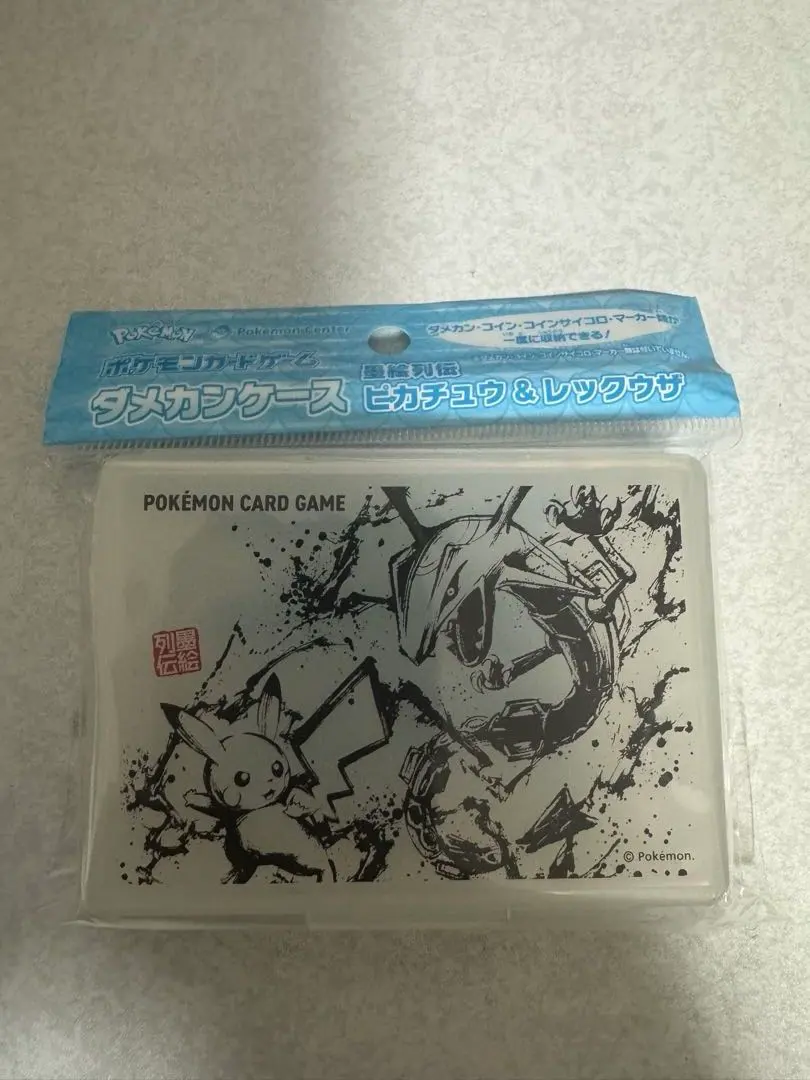 POKÉMON
Pokémon Center
ポケモンカードゲーム
ダメカンケース
墨絵列伝
ピカチュウ & レックウザ
ダメカン・コイン・コインサイコロ・マーカー類が
一度に収納できる!
POKÉMON CARD GAME
墨絵
列伝
© Pokémon.